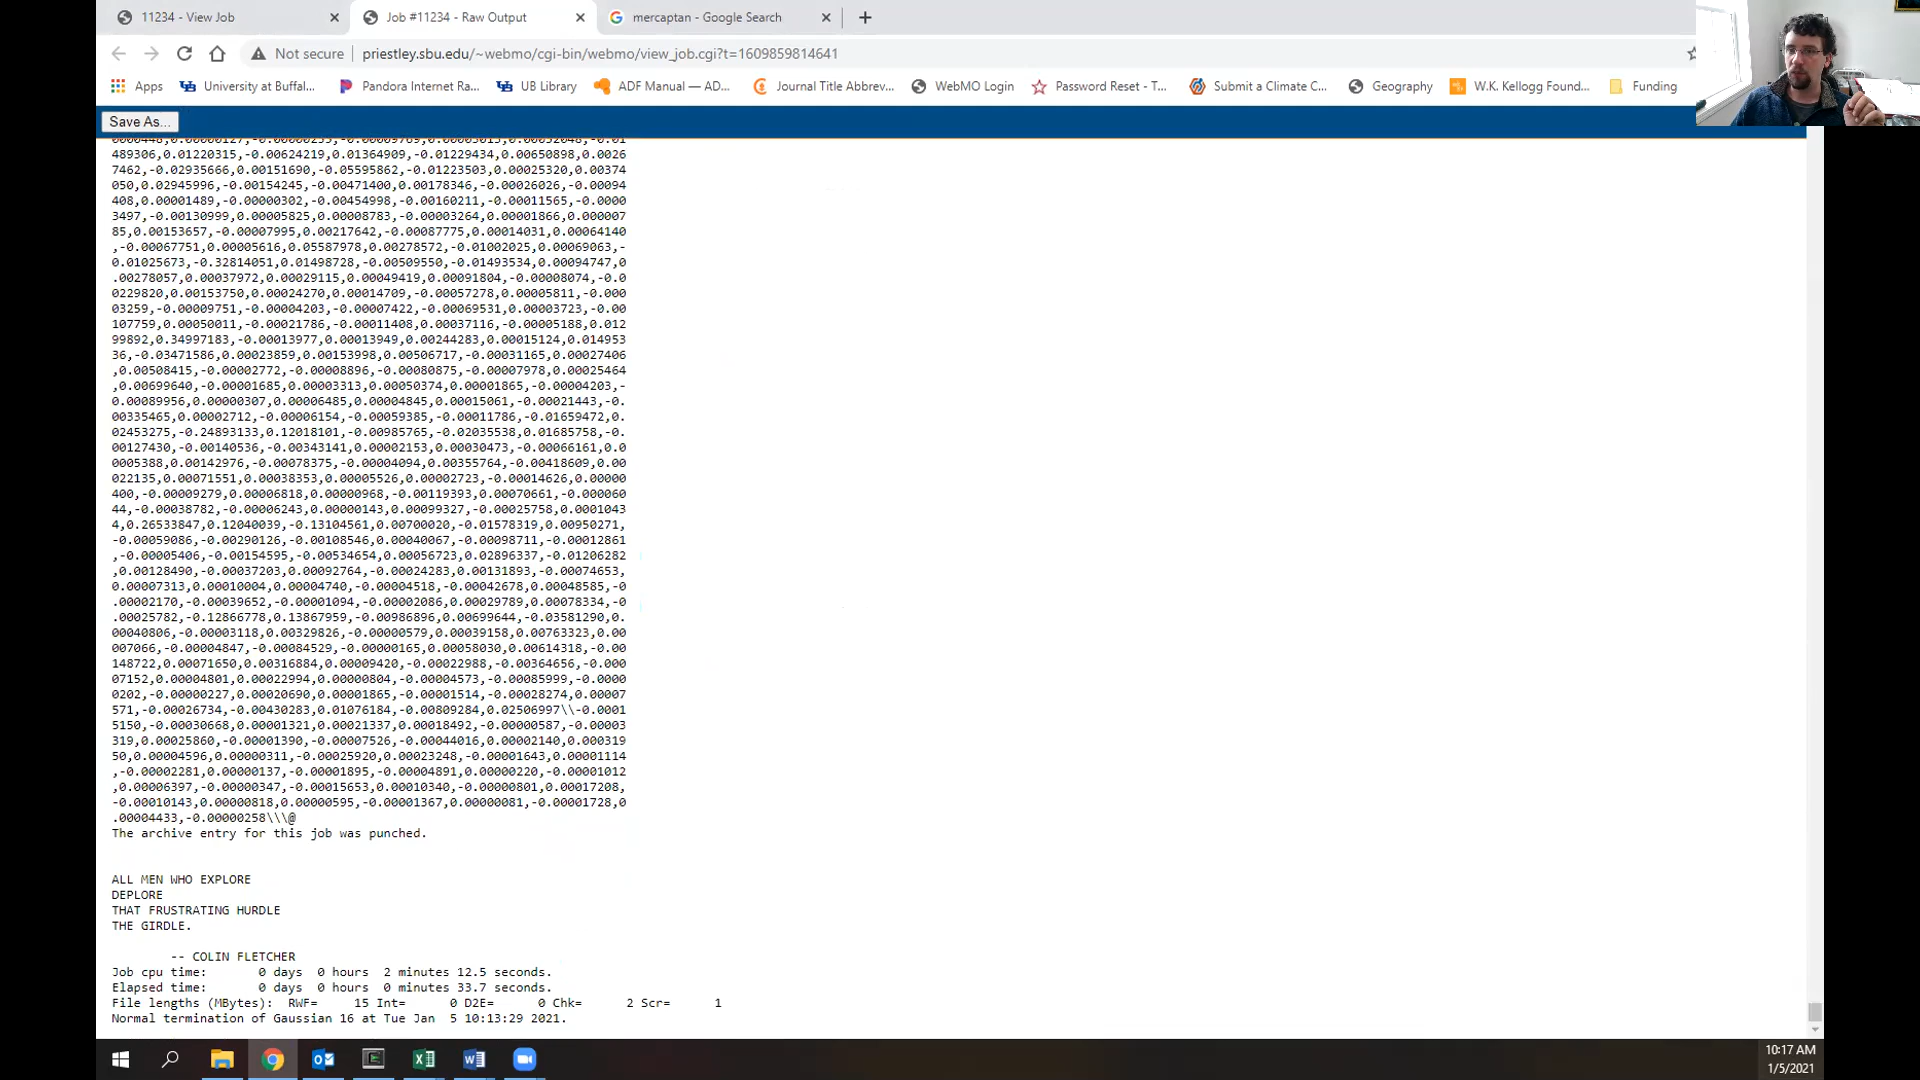 11234 - View Job
Job #11234 - Raw Output
mercaptan - Google Search
Not secure priestley.sbu.edu/~webmo/cgi-bin/webmo/view_job.cgi?t=1609859814641
Apps University at Buffal... Pandora Internet Ra... UB Library ADF Manual — AD... Journal Title Abbrev... WebMO Login Password Reset - T... Submit a Climate C... Geography W.K. Kellogg Found... Funding
Save As...
489306,0.01220315,-0.00624219,0.01364909,-0.01229434,0.00650898,0.0026
7462,-0.02935666,0.00151690,-0.05595862,-0.01223503,0.00025320,0.00374
050,0.02945996,-0.00154245,-0.00471400,0.00178346,-0.00026026,-0.00094
408,0.00001489,-0.00000302,-0.00454998,-0.00160211,-0.00011565,-0.0000
3497,-0.00130999,0.00005825,0.00008783,-0.00003264,0.00001866,0.000007
85,0.00153657,-0.00007995,0.00217642,-0.00087775,0.00014031,0.00064140
,-0.00067751,0.00005616,0.05587978,0.00278572,-0.01002025,0.00069063,-
0.01025673,-0.32814051,0.01498728,-0.00509550,-0.01493534,0.00094747,0
.00278057,0.00037972,0.00029115,0.00049419,0.00091804,-0.00008074,-0.0
0229820,0.00153750,0.00024270,0.00014709,-0.00057278,0.00005811,-0.000
03259,-0.00009751,-0.00004203,-0.00007422,-0.00069531,0.00003723,-0.00
107759,0.00050011,-0.00021786,-0.00011408,0.00037116,-0.00005188,0.012
99892,0.34997183,-0.00013977,0.00013949,0.00244283,0.00015124,0.014953
36,-0.03471586,0.00023859,0.00153998,0.00506717,-0.00031165,0.00027406
,0.00508415,-0.00002772,-0.00008896,-0.00080875,-0.00007978,0.00025464
,0.00699640,-0.00001685,0.00003313,0.00050374,0.00001865,-0.00004203,-
0.00089956,0.00000307,0.00006485,0.00004845,0.00015061,-0.00021443,-0.
00335465,0.00002712,-0.00006154,-0.00059385,-0.00011786,-0.01659472,0.
02453275,-0.24893133,0.12018101,-0.00985765,-0.02035538,0.01685758,-0.
00127430,-0.00140536,-0.00343141,0.00002153,0.00030473,-0.00066161,0.0
0005388,0.00142976,-0.00078375,-0.00004094,0.00355764,-0.00418609,0.00
022135,0.00071551,0.00038353,0.00005526,0.00002723,-0.00014626,0.00000
400,-0.00009279,0.00006818,0.00000968,-0.00119393,0.00070661,-0.000060
44,-0.00038782,-0.00006243,0.00000143,0.00099327,-0.00025758,0.0001043
4,0.26533847,0.12040039,-0.13104561,0.00700020,-0.01578319,0.00950271,
-0.00059086,-0.00290126,-0.00108546,0.00040067,-0.00098711,-0.00012861
,-0.00005406,-0.00154595,-0.00534654,0.00056723,0.02896337,-0.01206282
,0.00128490,-0.00037203,0.00092764,-0.00024283,0.00131893,-0.00074653,
0.00007313,0.00010004,0.00004740,-0.00004518,-0.00042678,0.00048585,-0
.00002170,-0.00039652,-0.00001094,-0.00002086,0.00029789,0.00078334,-0
.00025782,-0.12866778,0.13867959,-0.00986896,0.00699644,-0.03581290,0.
00040806,-0.00003118,0.00329826,-0.00000579,0.00039158,0.00763323,0.00
007066,-0.00004847,-0.00084529,-0.00000165,0.00058030,0.00614318,-0.00
148722,0.00071650,0.00316884,0.00009420,-0.00022988,-0.00364656,-0.000
07152,0.00004801,0.00022994,0.00000804,-0.00004573,-0.00085999,-0.0000
0202,-0.00000227,0.00020690,0.00001865,-0.00001514,-0.00028274,0.00007
571,-0.00026734,-0.00430283,0.01076184,-0.00809284,0.02506997\\-0.0001
5150,-0.00030668,0.00001321,0.00021337,0.00018492,-0.00000587,-0.00003
319,0.00025860,-0.00001390,-0.00007526,-0.00044016,0.00002140,0.000319
50,0.00004596,0.00000311,-0.00025920,0.00023248,-0.00001643,0.00001114
,-0.00002281,0.00000137,-0.00001895,-0.00004891,0.00000220,-0.00001012
,0.00006397,-0.00000347,-0.00015653,0.00010340,-0.00000801,0.00017208,
-0.00010143,0.00000818,0.00000595,-0.00001367,0.00000081,-0.00001728,0
.00004433,-0.00000258\\\@
The archive entry for this job was punched.
ALL MEN WHO EXPLORE
DEPLORE
THAT FRUSTRATING HURDLE
THE GIRDLE.
-- COLIN FLETCHER
Job cpu time: 0 days 0 hours 2 minutes 12.5 seconds.
Elapsed time: 0 days 0 hours 0 minutes 33.7 seconds.
File lengths (MBytes): RWF= 15 Int= 0 D2E= 0 Chk= 2 Scr= 1
Normal termination of Gaussian 16 at Tue Jan 5 10:13:29 2021.
10:17 AM
1/5/2021